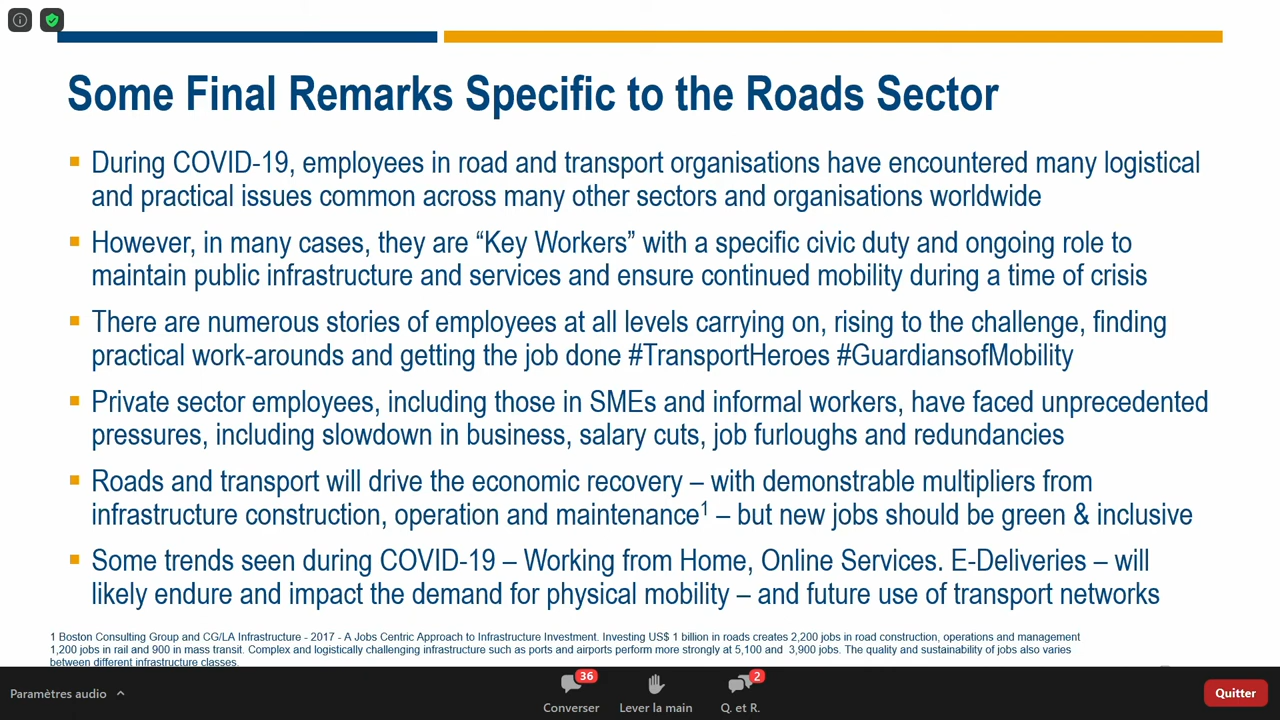 Some Final Remarks Specific to the Roads Sector
During COVID-19, employees in road and transport organisations have encountered many logistical
and practical issues common across many other sectors and organisations worldwide
However, in many cases, they are “Key Workers” with a specific civic duty and ongoing role to
maintain public infrastructure and services and ensure continued mobility during a time of crisis
There are numerous stories of employees at all levels carrying on, rising to the challenge, finding
practical work-arounds and getting the job done #TransportHeroes #GuardiansofMobility
Private sector employees, including those in SMEs and informal workers, have faced unprecedented
pressures, including slowdown in business, salary cuts, job furloughs and redundancies
Roads and transport will drive the economic recovery – with demonstrable multipliers from
infrastructure construction, operation and maintenance¹ – but new jobs should be green & inclusive
Some trends seen during COVID-19 – Working from Home, Online Services. E-Deliveries – will
likely endure and impact the demand for physical mobility – and future use of transport networks
1 Boston Consulting Group and CG/LA Infrastructure - 2017 - A Jobs Centric Approach to Infrastructure Investment. Investing US$ 1 billion in roads creates 2,200 jobs in road construction, operations and management
1,200 jobs in rail and 900 in mass transit. Complex and logistically challenging infrastructure such as ports and airports perform more strongly at 5,100 and 3,900 jobs. The quality and sustainability of jobs also varies
between different infrastructure classes.
36
2
Paramètres audio
Converser
Lever la main
Q. et R.
Quitter